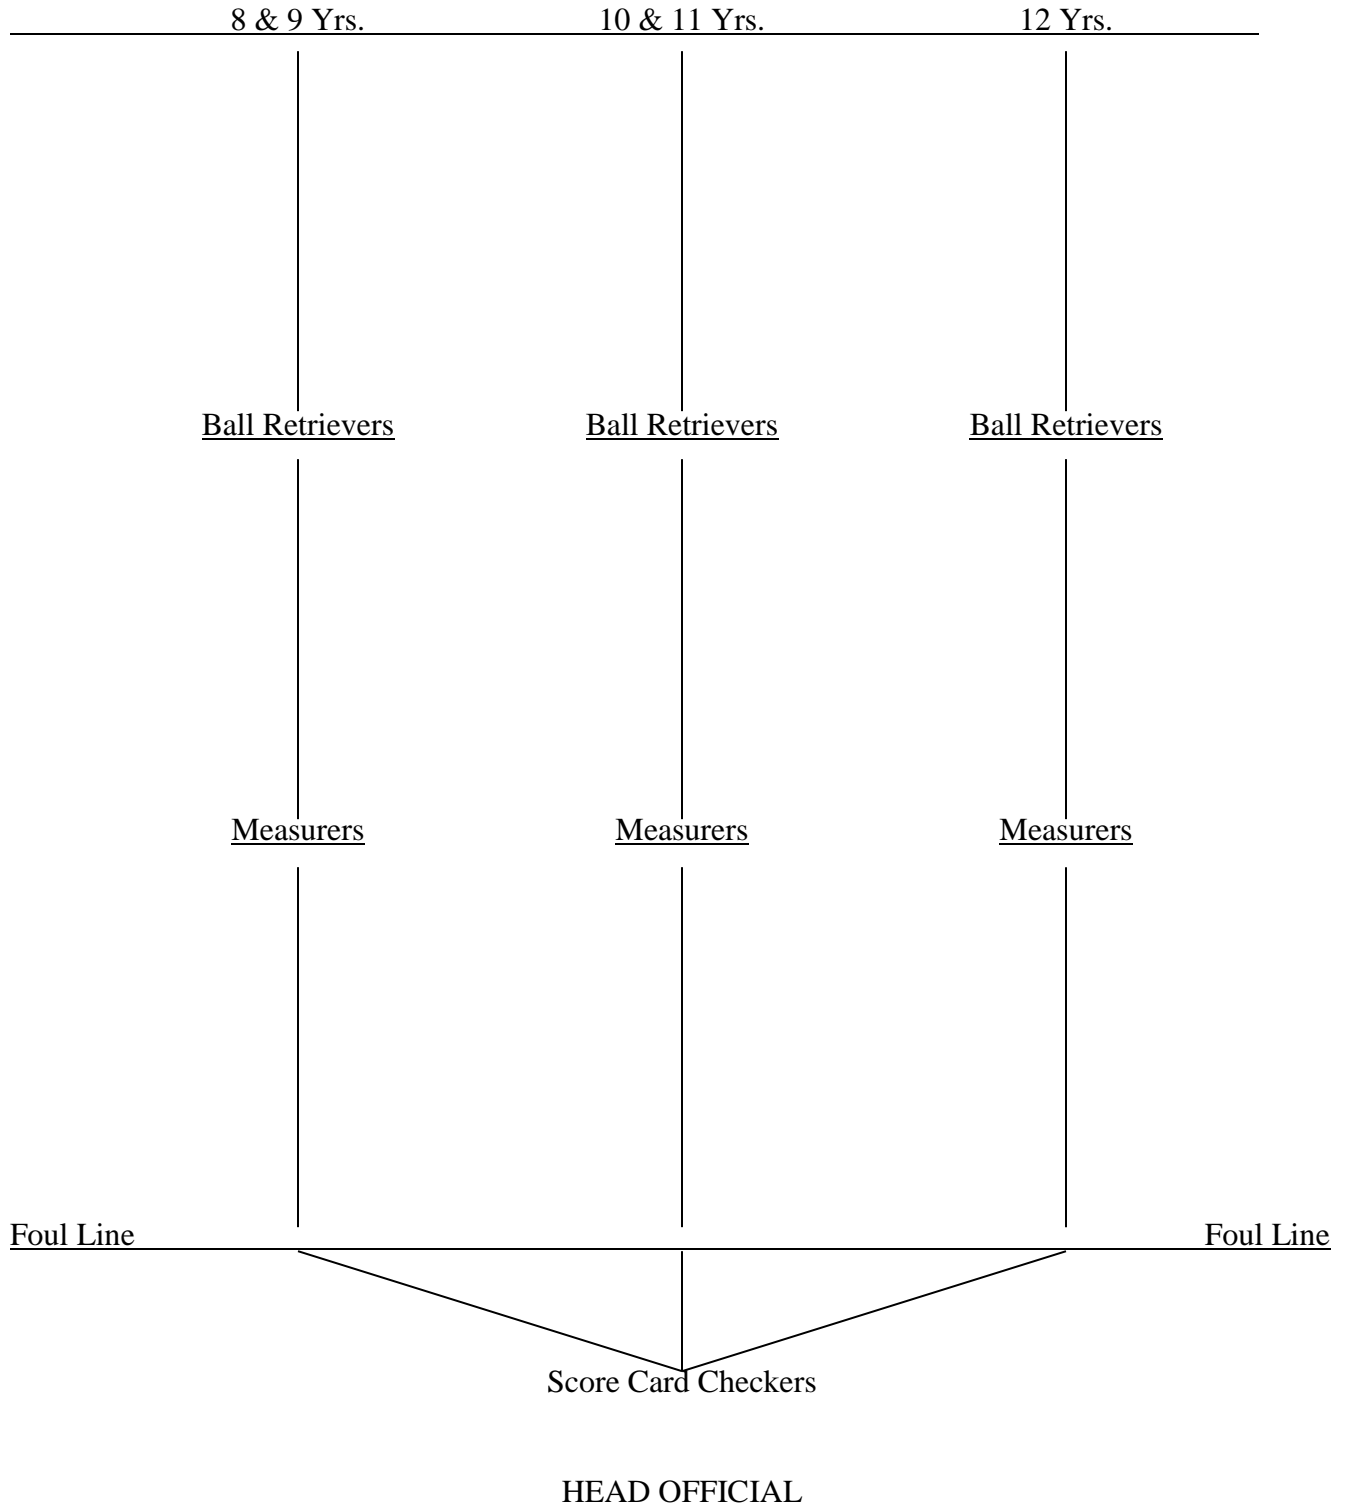 8 & 9 Yrs. 10 & 11 Yrs. 12 Yrs.
Ball Retrievers Ball Retrievers Ball Retrievers
Measurers Measurers Measurers
Foul Line Foul Line
Score Card Checkers
HEAD OFFICIAL